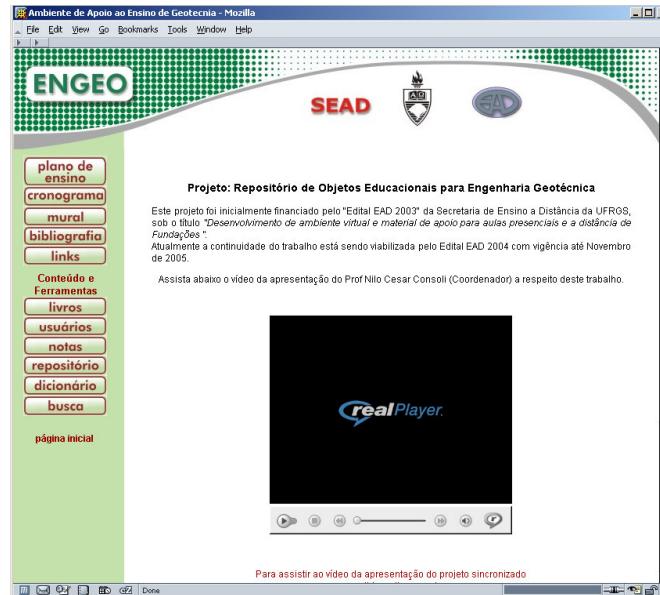 Ambiente de Apoio ao Ensino de Geotecnia - Mozilla
File Edit View Go Bookmarks Tools Window Help
ENGEO
SEAD
EAD
plano de
ensino
cronograma
mural
bibliografia
links
Conteúdo e
Ferramentas
livros
usuários
notas
repositório
dicionário
busca
página inicial
Projeto: Repositório de Objetos Educacionais para Engenharia Geotécnica
Este projeto foi inicialmente financiado pelo "Edital EAD 2003" da Secretaria de Ensino a Distância da UFRGS,
sob o título "Desenvolvimento de ambiente virtual e material de apoio para aulas presenciais e a distância de
Fundações ".
Atualmente a continuidade do trabalho está sendo viabilizada pelo Edital EAD 2004 com vigência até Novembro
de 2005.
Assista abaixo o vídeo da apresentação do Prof Nilo Cesar Consoli (Coordenador) a respeito deste trabalho.
realPlayer.
Para assistir ao vídeo da apresentação do projeto sincronizado
Done